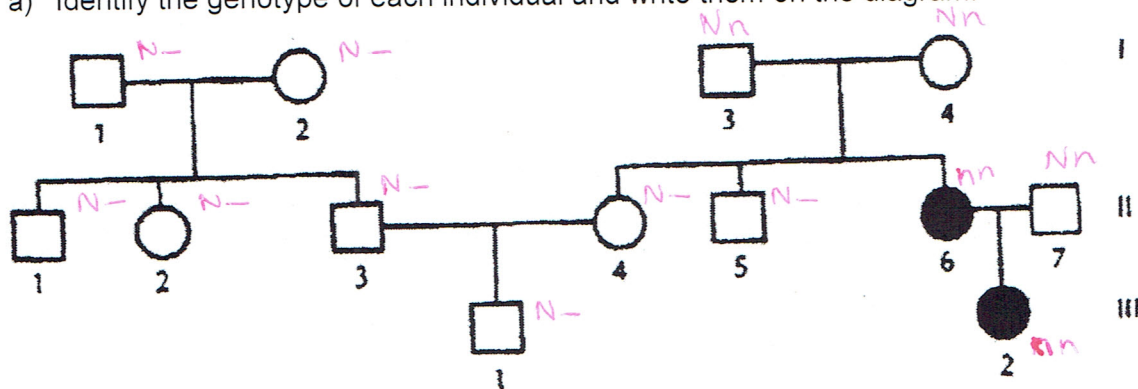 a) Identify the genotype of each individual and write them on the diagram.
N - N - Nn Nn I
1 2 3 4
N - N - N - N - N - nn Nn II
1 2 3 4 5 6 7
N - III
1 2 nn